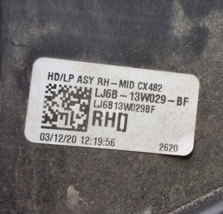 HD/LP ASY RH-MID CX482
LJ6B-13W029-BF
LJ6B13W029BF
RH[]
03/12/20 12:19:56
2620